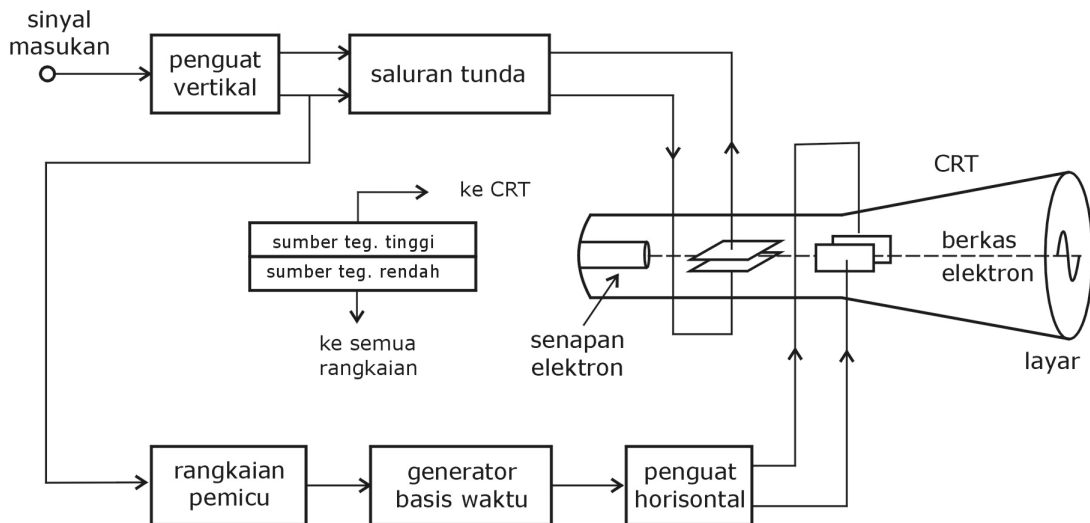 sinyal
masukan
penguat
vertikal
saluran tunda
ke CRT
sumber teg. tinggi
sumber teg. rendah
ke semua
rangkaian
CRT
berkas
elektron
senapan
elektron
layar
rangkaian
pemicu
generator
basis waktu
penguat
horisontal